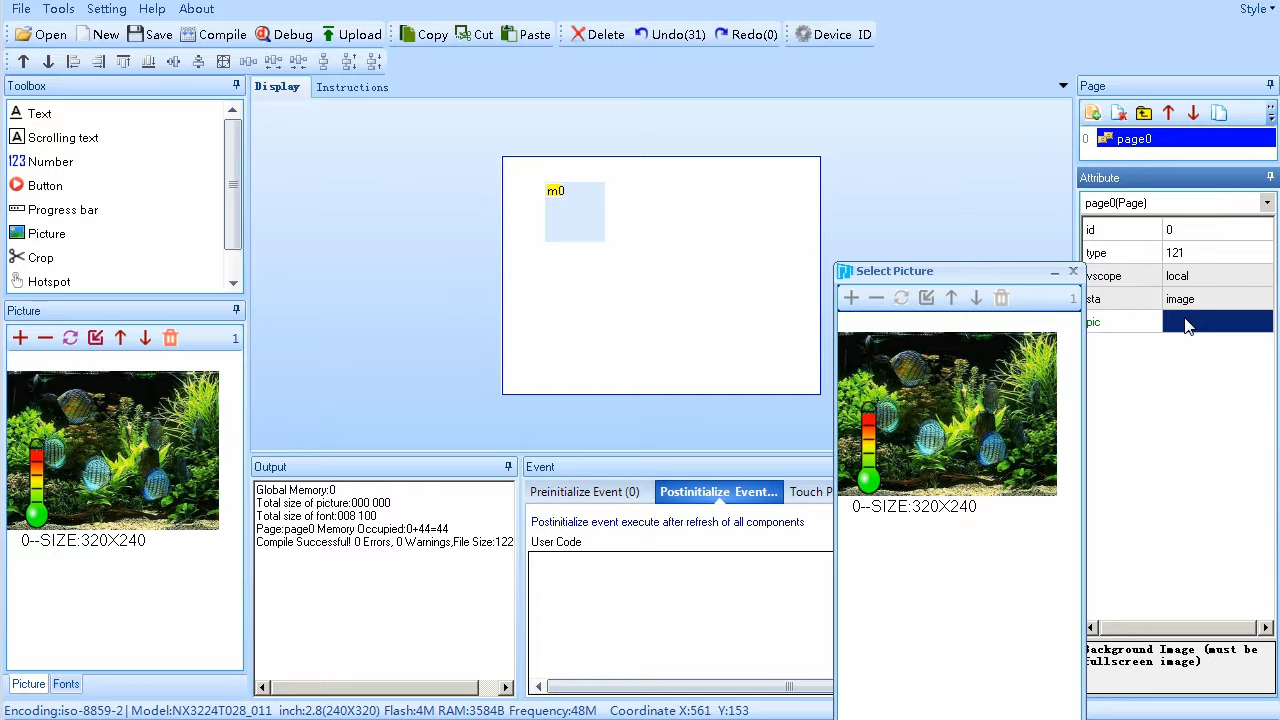 File Tools Setting Help About Style
Open New Save Compile Debug Upload Copy Cut Paste Delete Undo(31) Redo(0) Device ID
Toolbox
Text
Scrolling text
123 Number
Button
Progress bar
Picture
Crop
Hotspot
Picture
1
0--SIZE:320X240
Picture Fonts
Display Instructions
m0
Output
Global Memory:0
Total size of picture:000 000
Total size of font:008 100
Page:page0 Memory Occupied:0+44=44
Compile Successful! 0 Errors, 0 Warnings,File Size:122
Event
Preinitialize Event (0) Postinitialize Event... Touch P
Postinitialize event execute after refresh of all components
User Code
Select Picture
1
0--SIZE:320X240
Page
0 page0
Attribute
page0(Page)
id 0
type 121
vscope local
sta image
pic
Background Image (must be
fullscreen image)
Encoding:iso-8859-2 Model:NX3224T028_011 inch:2.8(240X320) Flash:4M RAM:3584B Frequency:48M Coordinate X:561 Y:153